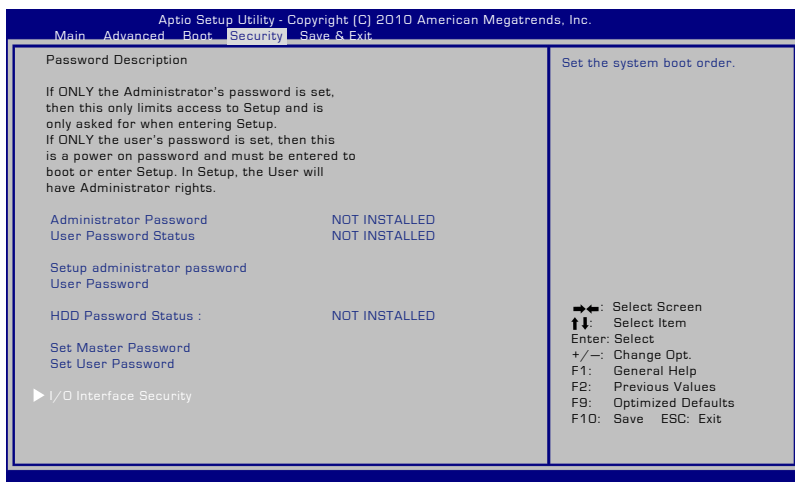 Aptio Setup Utility - Copyright (C) 2010 American Megatrends, Inc.
Main Advanced Boot Security Save & Exit
Password Description
If ONLY the Administrator's password is set,
then this only limits access to Setup and is
only asked for when entering Setup.
If ONLY the user's password is set, then this
is a power on password and must be entered to
boot or enter Setup. In Setup, the User will
have Administrator rights.
Administrator Password NOT INSTALLED
User Password Status NOT INSTALLED
Setup administrator password
User Password
HDD Password Status : NOT INSTALLED
Set Master Password
Set User Password
I/O Interface Security
Set the system boot order.
→←: Select Screen
↑↓: Select Item
Enter: Select
+/—: Change Opt.
F1: General Help
F2: Previous Values
F9: Optimized Defaults
F10: Save ESC: Exit